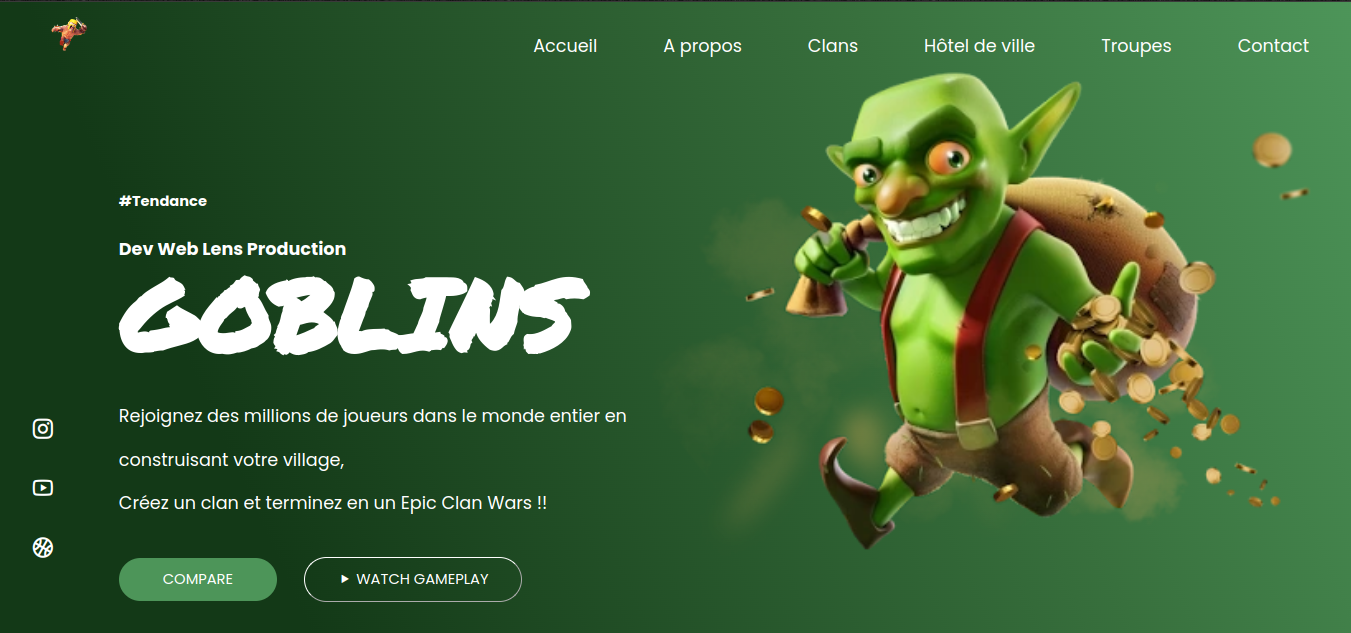 Accueil A propos Clans Hôtel de ville Troupes Contact
#Tendance
Dev Web Lens Production
GOBLINS
Rejoignez des millions de joueurs dans le monde entier en
construisant votre village,
Créez un clan et terminez en un Epic Clan Wars !!
COMPARE WATCH GAMEPLAY